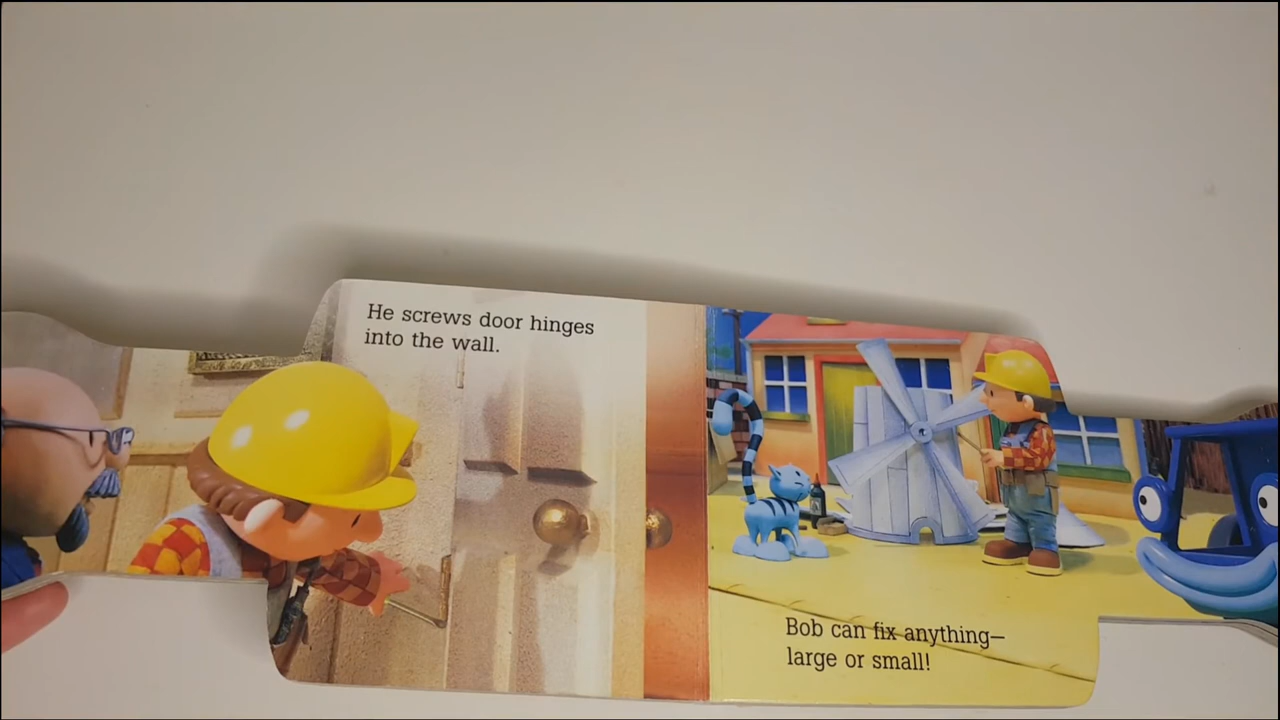 He screws door hinges
into the wall.
Bob can fix anything—
large or small!